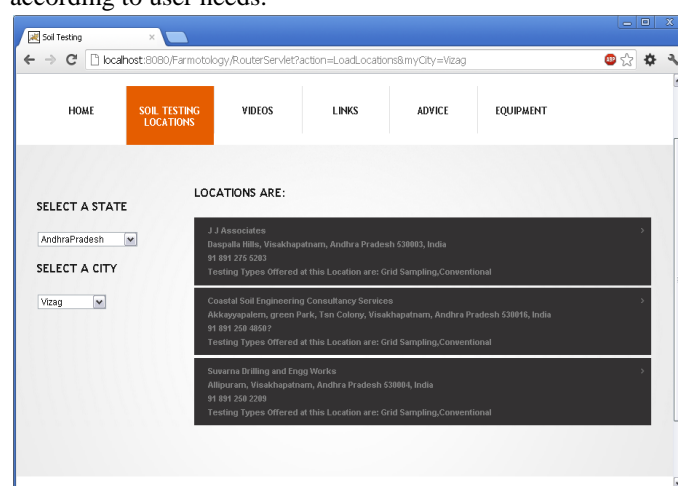 according to user needs.
Soil Testing
localhost:8080/Farmotology/RouterServlet?action=LoadLocations&myCity=Vizag
HOME
SOIL TESTING
LOCATIONS
VIDEOS
LINKS
ADVICE
EQUIPMENT
SELECT A STATE
AndhraPradesh
SELECT A CITY
Vizag
LOCATIONS ARE:
J J Associates
Daspalla Hills, Visakhapatnam, Andhra Pradesh 530003, India
91 891 275 5203
Testing Types Offered at this Location are: Grid Sampling,Conventional
Coastal Soil Engineering Consultancy Services
Akkayyapalem, green Park, Tsn Colony, Visakhapatnam, Andhra Pradesh 530016, India
91 891 250 4050?
Testing Types Offered at this Location are: Grid Sampling,Conventional
Suvarna Drilling and Engg Works
Allipuram, Visakhapatnam, Andhra Pradesh 530004, India
91 891 250 2209
Testing Types Offered at this Location are: Grid Sampling,Conventional